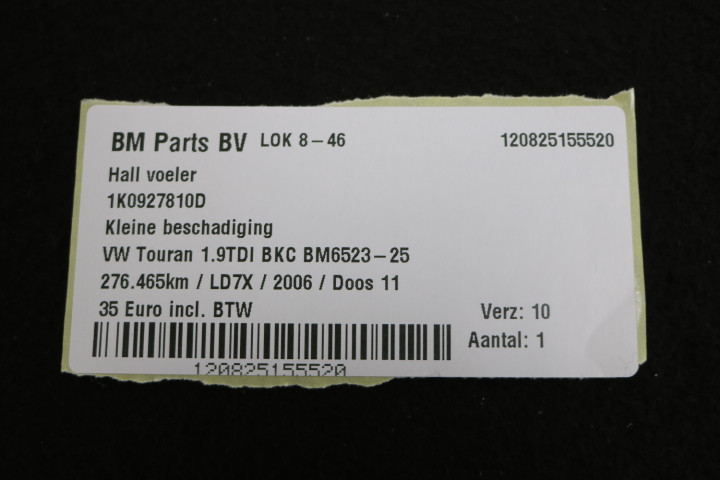 BM Parts BV LOK 8-46 120825155520
Hall voeler
1K0927810D
Kleine beschadiging
VW Touran 1.9TDI BKC BM6523-25
276.465km / LD7X / 2006 / Doos 11
35 Euro incl. BTW Verz: 10
Aantal: 1
120825155520